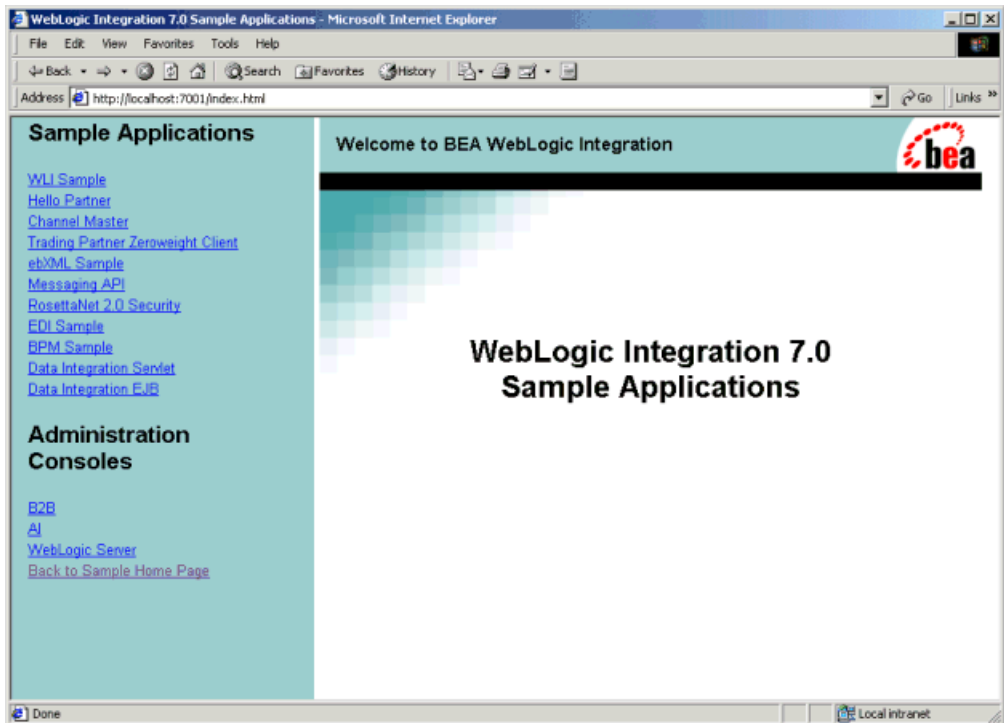 WebLogic Integration 7.0 Sample Applications - Microsoft Internet Explorer
File Edit View Favorites Tools Help
Back Search Favorites History
Address http://localhost:7001/index.html Go Links »
Sample Applications
WLI Sample
Hello Partner
Channel Master
Trading Partner Zeroweight Client
ebXML Sample
Messaging API
RosettaNet 2.0 Security
EDI Sample
BPM Sample
Data Integration Servlet
Data Integration EJB
Administration
Consoles
B2B
AI
WebLogic Server
Back to Sample Home Page
Welcome to BEA WebLogic Integration
bea
WebLogic Integration 7.0
Sample Applications
Done Local intranet